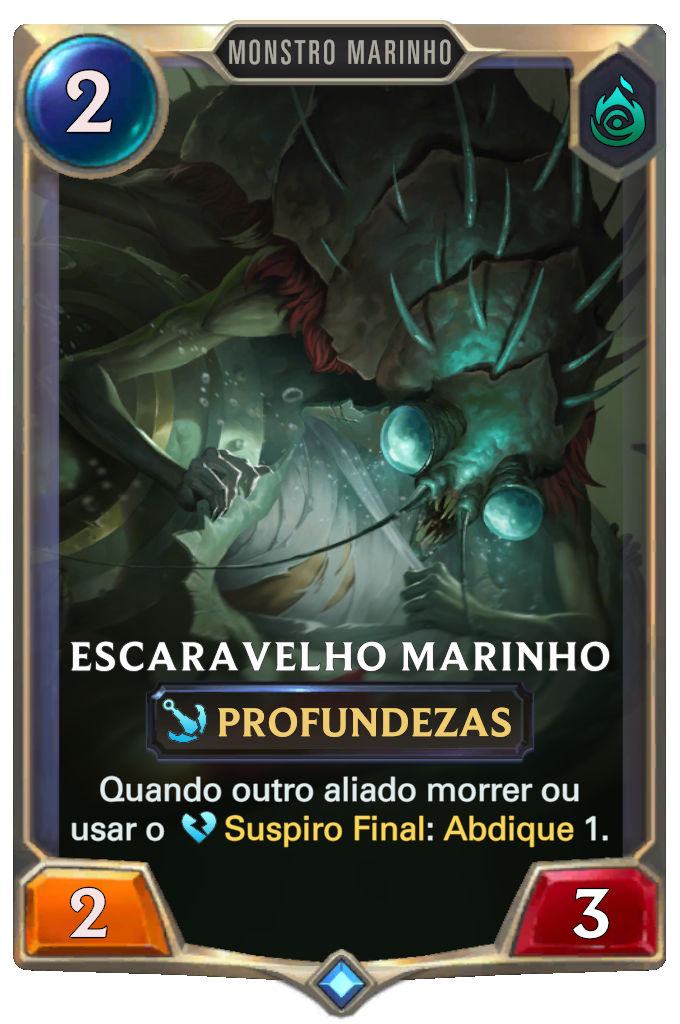 MONSTRO MARINHO
2
ESCARAVELHO MARINHO
PROFUNDEZAS
Quando outro aliado morrer ou
usar o Suspiro Final: Abdique 1.
2
3